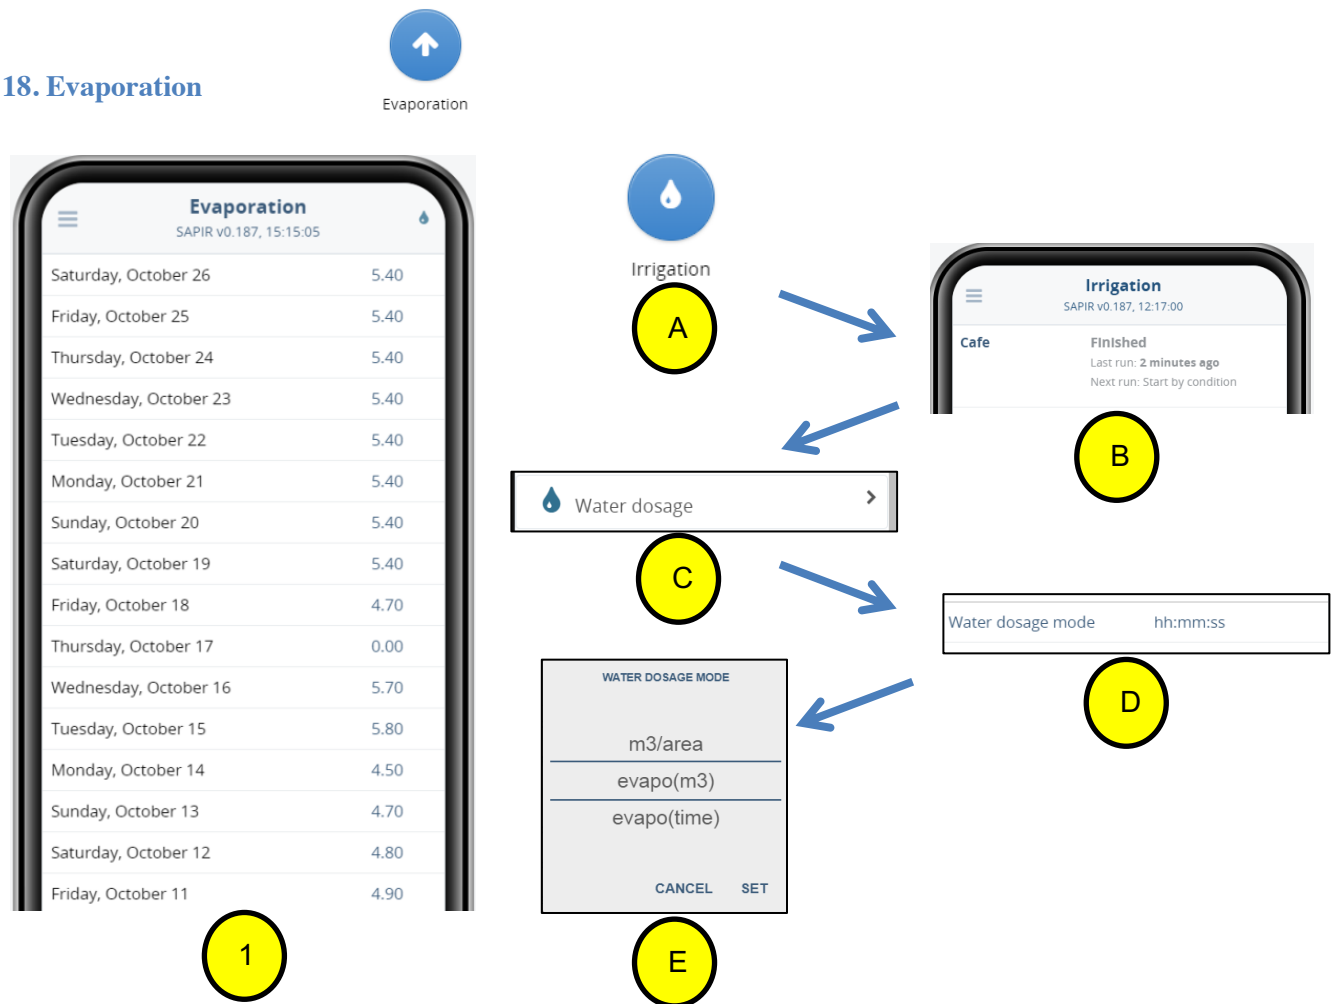 18. Evaporation
Evaporation
Evaporation
SAPIR v0.187, 15:15:05
Saturday, October 26 5.40
Friday, October 25 5.40
Thursday, October 24 5.40
Wednesday, October 23 5.40
Tuesday, October 22 5.40
Monday, October 21 5.40
Sunday, October 20 5.40
Saturday, October 19 5.40
Friday, October 18 4.70
Thursday, October 17 0.00
Wednesday, October 16 5.70
Tuesday, October 15 5.80
Monday, October 14 4.50
Sunday, October 13 4.70
Saturday, October 12 4.80
Friday, October 11 4.90
1
Irrigation
A
Irrigation
SAPIR v0.187, 12:17:00
Cafe Finished
Last run: 2 minutes ago
Next run: Start by condition
B
Water dosage
C
Water dosage mode hh:mm:ss
D
WATER DOSAGE MODE
m3/area
evapo(m3)
evapo(time)
CANCEL SET
E